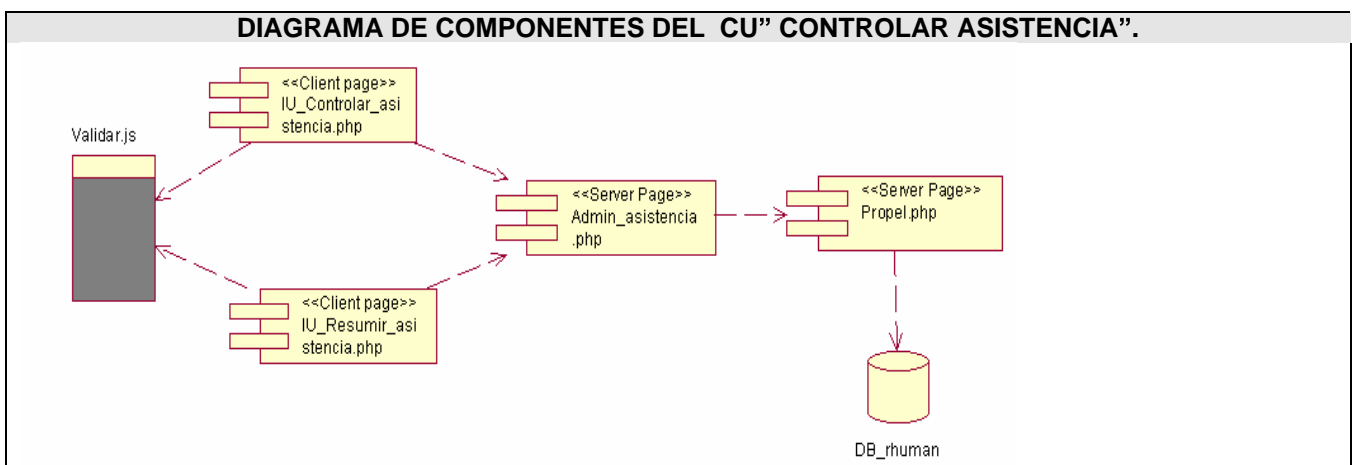 DIAGRAMA DE COMPONENTES DEL CU” CONTROLAR ASISTENCIA”.
<<Client page>>
IU_Controlar_asi
stencia.php
Validar.js
<<Server Page>>
Admin_asistencia
.php
<<Server Page>>
Propel.php
<<Client page>>
IU_Resumir_asi
stencia.php
DB_rhuman